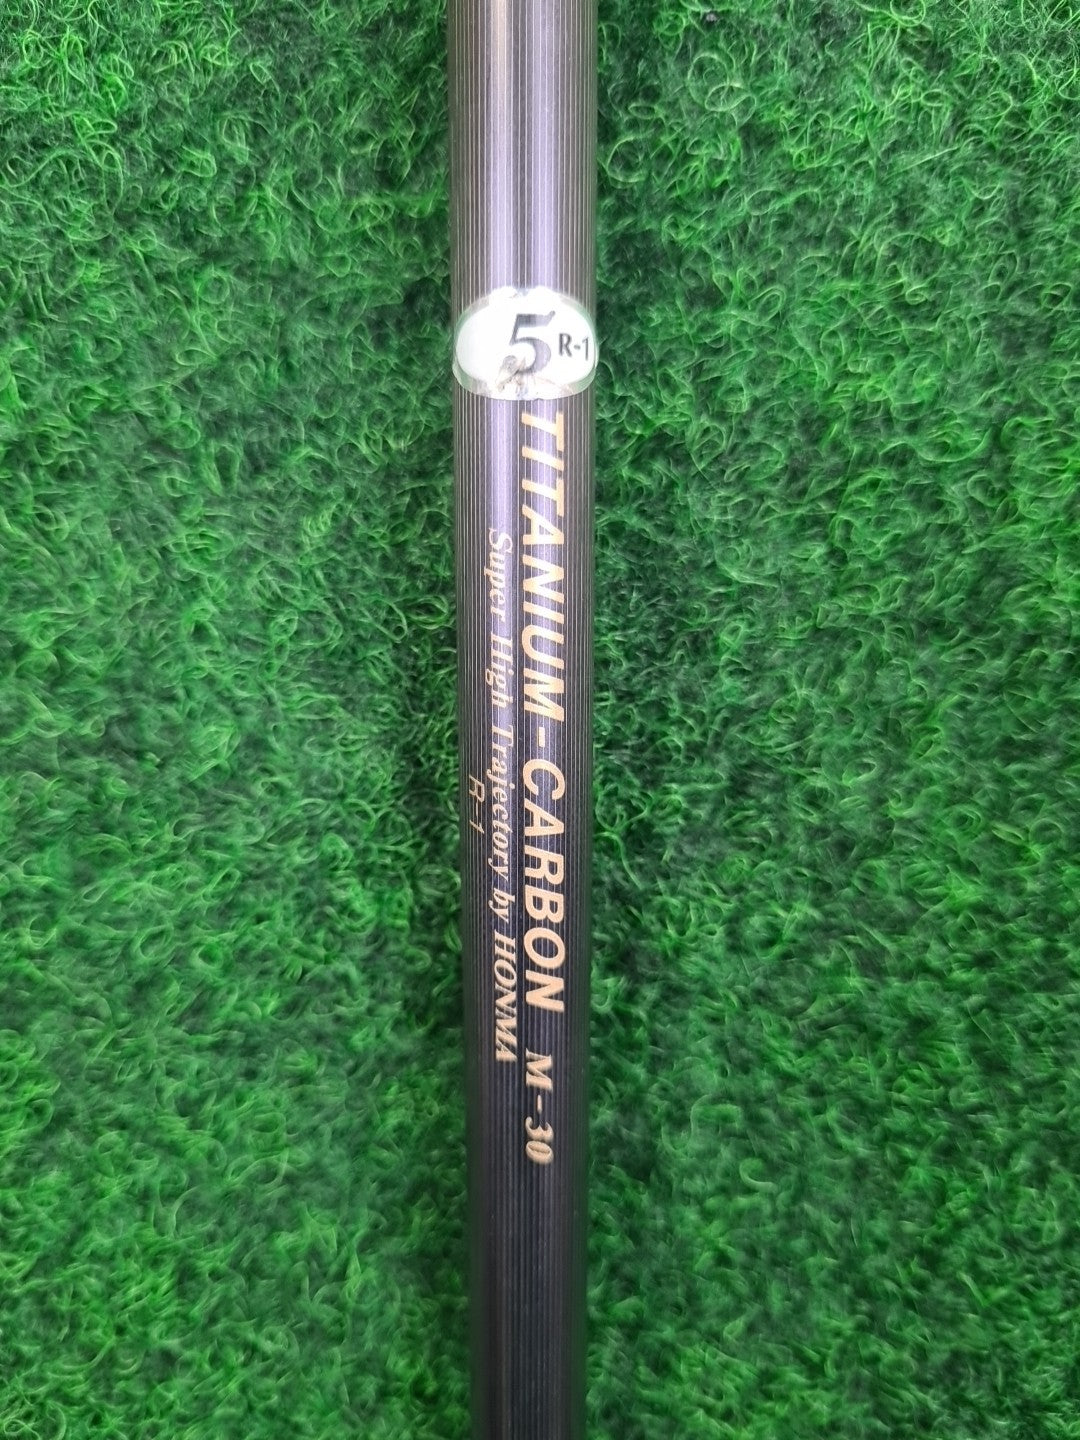 5 R-1
TITANIUM-CARBON M-30
Super High Trajectory by HONMA
R-1